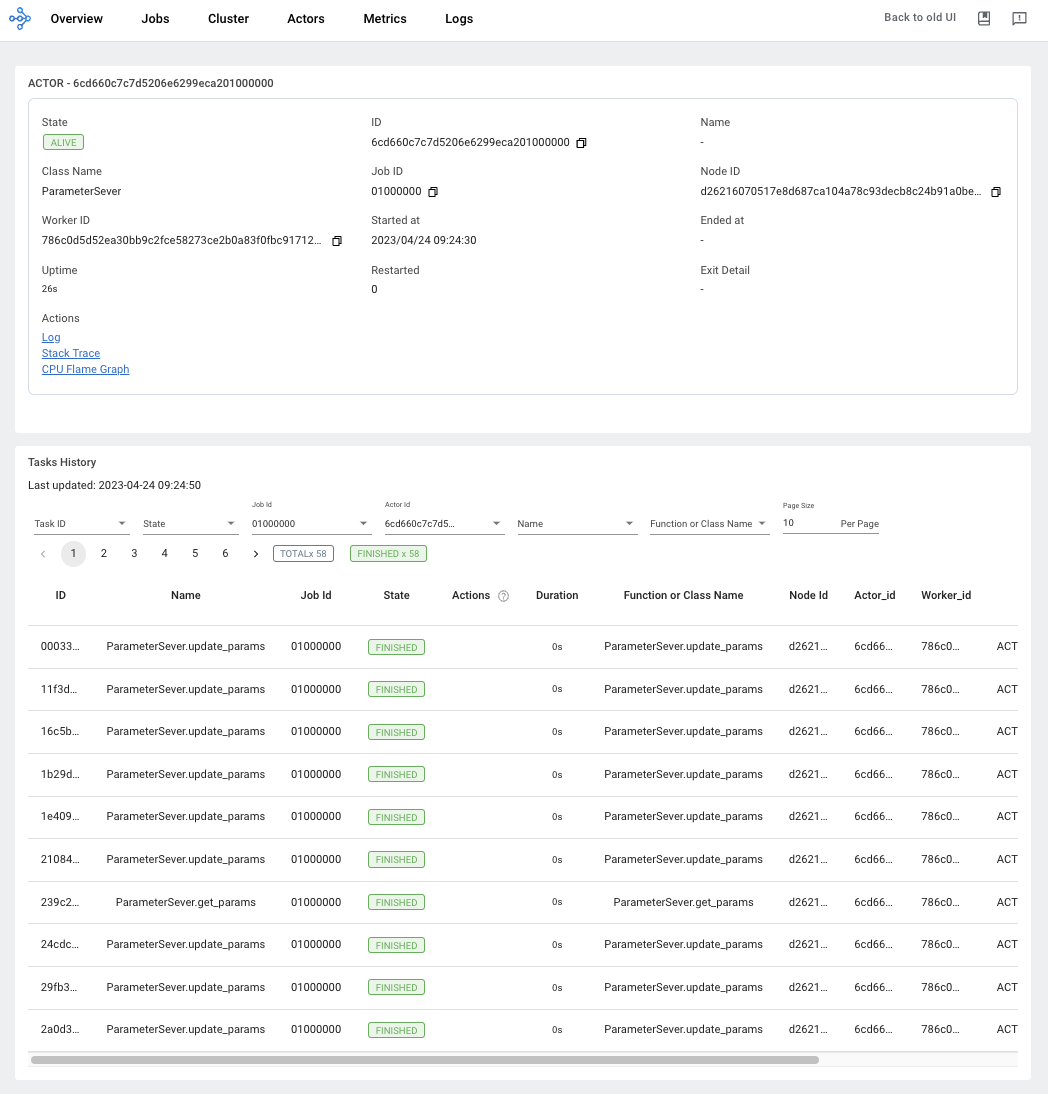 Overview Jobs Cluster Actors Metrics Logs Back to old UI
ACTOR - 6cd660c7c7d5206e6299eca201000000
State ID Name
ALIVE 6cd660c7c7d5206e6299eca201000000 -
Class Name Job ID Node ID
ParameterSever 01000000 d26216070517e8d687ca104a78c93decb8c24b91a0be...
Worker ID Started at Ended at
786c0d5d52ea30bb9c2fce58273ce2b0a83f0fbc91712... 2023/04/24 09:24:30 -
Uptime Restarted Exit Detail
26s 0 -
Actions
Log
Stack Trace
CPU Flame Graph
Tasks History
Last updated: 2023-04-24 09:24:50
Job Id Actor Id Page Size
Task ID State 01000000 6cd660c7c7d5... Name Function or Class Name 10 Per Page
‹ 1 2 3 4 5 6 › TOTALx 58 FINISHED x 58
ID Name Job Id State Actions ? Duration Function or Class Name Node Id Actor_id Worker_id
00033... ParameterSever.update_params 01000000 FINISHED 0s ParameterSever.update_params d2621... 6cd66... 786c0... ACT
11f3d... ParameterSever.update_params 01000000 FINISHED 0s ParameterSever.update_params d2621... 6cd66... 786c0... ACT
16c5b... ParameterSever.update_params 01000000 FINISHED 0s ParameterSever.update_params d2621... 6cd66... 786c0... ACT
1b29d... ParameterSever.update_params 01000000 FINISHED 0s ParameterSever.update_params d2621... 6cd66... 786c0... ACT
1e409... ParameterSever.update_params 01000000 FINISHED 0s ParameterSever.update_params d2621... 6cd66... 786c0... ACT
21084... ParameterSever.update_params 01000000 FINISHED 0s ParameterSever.update_params d2621... 6cd66... 786c0... ACT
239c2... ParameterSever.get_params 01000000 FINISHED 0s ParameterSever.get_params d2621... 6cd66... 786c0... ACT
24cdc... ParameterSever.update_params 01000000 FINISHED 0s ParameterSever.update_params d2621... 6cd66... 786c0... ACT
29fb3... ParameterSever.update_params 01000000 FINISHED 0s ParameterSever.update_params d2621... 6cd66... 786c0... ACT
2a0d3... ParameterSever.update_params 01000000 FINISHED 0s ParameterSever.update_params d2621... 6cd66... 786c0... ACT